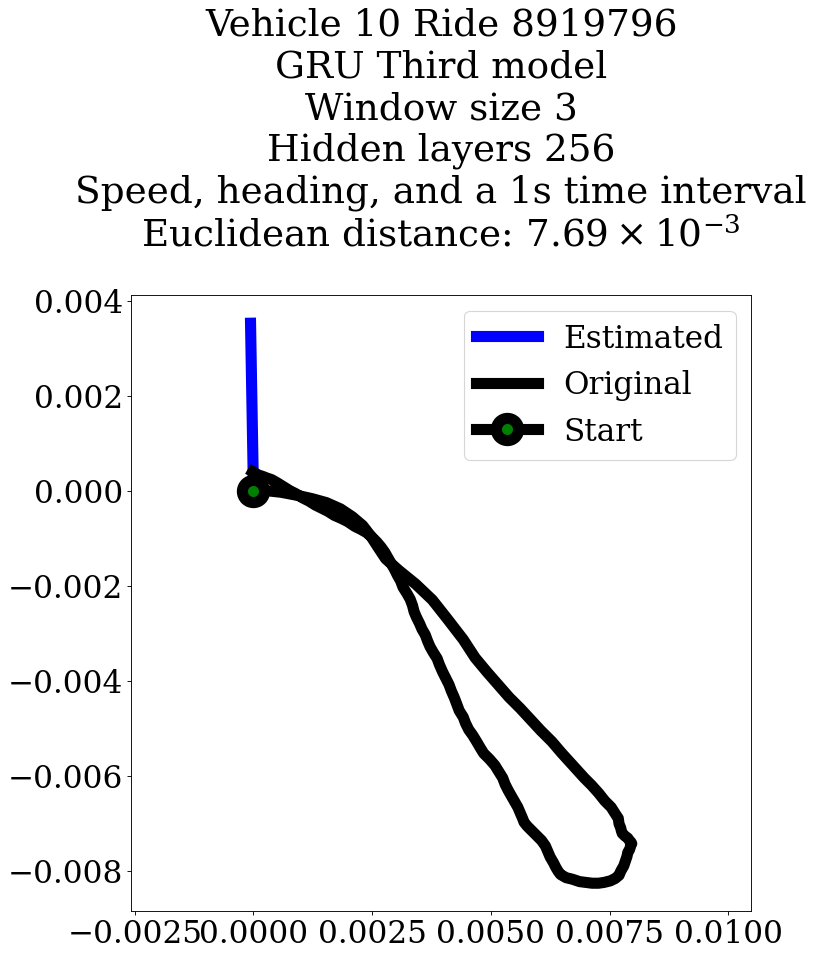 Vehicle 10 Ride 8919796
GRU Third model
Window size 3
Hidden layers 256
Speed, heading, and a 1s time interval
Euclidean distance: 7.69 × 10⁻³
0.004
0.002
0.000
−0.002
−0.004
−0.006
−0.008
Estimated
Original
Start
−0.0025 0.0000 0.0025 0.0050 0.0075 0.0100